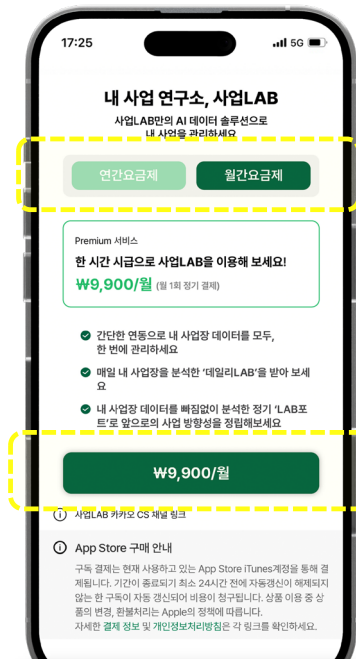 17:25
5G
내 사업 연구소, 사업LAB
사업LAB만의 AI 데이터 솔루션으로
내 사업을 관리하세요
연간요금제 월간요금제
Premium 서비스
한 시간 시급으로 사업LAB을 이용해 보세요!
₩9,900/월 (월 1회 정기 결제)
간단한 연동으로 내 사업장 데이터를 모두,
한 번에 관리하세요
매일 내 사업장을 분석한 ‘데일리LAB’을 받아 보세
요
내 사업장 데이터를 빠짐없이 분석한 정기 ‘LAB포
트’로 앞으로의 사업 방향성을 정립해보세요
₩9,900/월
사업LAB 카카오 CS 채널 링크
App Store 구매 안내
구독 결제는 현재 사용하고 있는 App Store iTunes계정을 통해 결
제됩니다. 기간이 종료되기 최소 24시간 전에 자동갱신이 해제되지
않는 한 구독이 자동 갱신되어 비용이 청구됩니다. 상품 이용 중 상
품의 변경, 환불처리는 Apple의 정책에 따릅니다.
자세한 결제 정보 및 개인정보처리방침은 각 링크를 확인하세요.